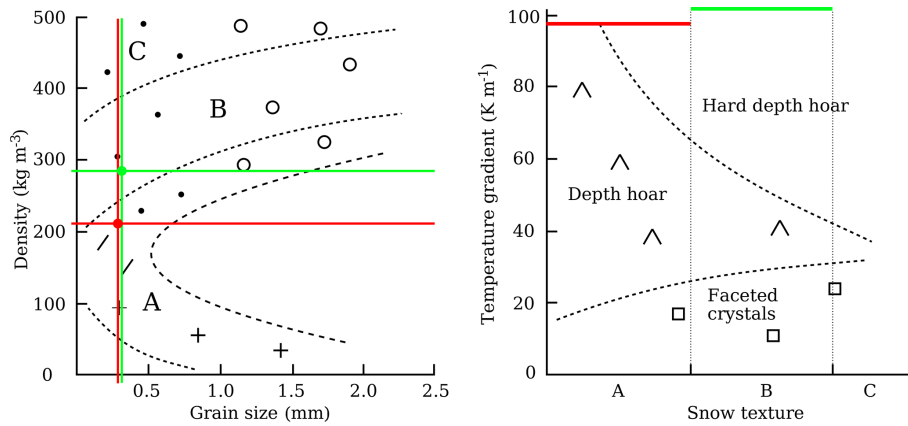 500
400
300
200
100
0
Density (kg m-3)
C
B
A
0.5
1.0
1.5
2.0
2.5
Grain size (mm)
100
80
60
40
20
0
Temperature gradient (K m-1)
Hard depth hoar
Depth hoar
Faceted
crystals
A
B
C
Snow texture